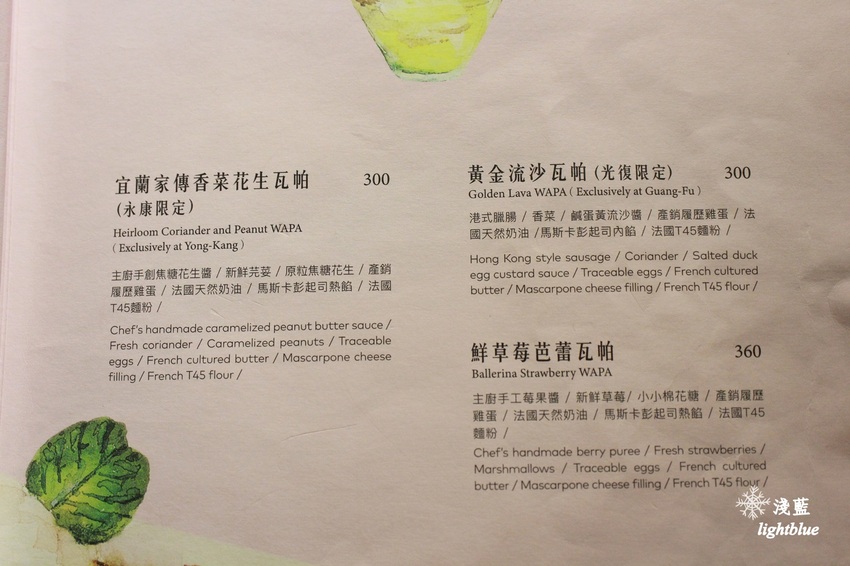 宜蘭家傳香菜花生瓦帕 300
(永康限定)
Heirloom Coriander and Peanut WAPA
( Exclusively at Yong-Kang )
主廚手創焦糖花生醬 / 新鮮芫荽 / 原粒焦糖花生 / 產銷
履歷雞蛋 / 法國天然奶油 / 馬斯卡彭起司熱餡 / 法國
T45麵粉 /
Chef's handmade caramelized peanut butter sauce /
Fresh coriander / Caramelized peanuts / Traceable
eggs / French cultured butter / Mascarpone cheese
filling / French T45 flour /
黃金流沙瓦帕 (光復限定) 300
Golden Lava WAPA ( Exclusively at Guang-Fu )
港式臘腸 / 香菜 / 鹹蛋黃流沙醬 / 產銷履歷雞蛋 / 法
國天然奶油 /馬斯卡彭起司內餡 / 法國T45麵粉 /
Hong Kong style sausage / Coriander / Salted duck
egg custard sauce / Traceable eggs / French cultured
butter / Mascarpone cheese filling / French T45 flour /
鮮草莓芭蕾瓦帕 360
Ballerina Strawberry WAPA
主廚手工莓果醬 / 新鮮草莓/ 小小棉花糖 / 產銷履歷
雞蛋 / 法國天然奶油 / 馬斯卡彭起司熱餡 / 法國T45
麵粉 /
Chef's handmade berry puree / Fresh strawberries /
Marshmallows / Traceable eggs / French cultured
butter / Mascarpone cheese filling / French T45 flour /
淺藍
lightblue